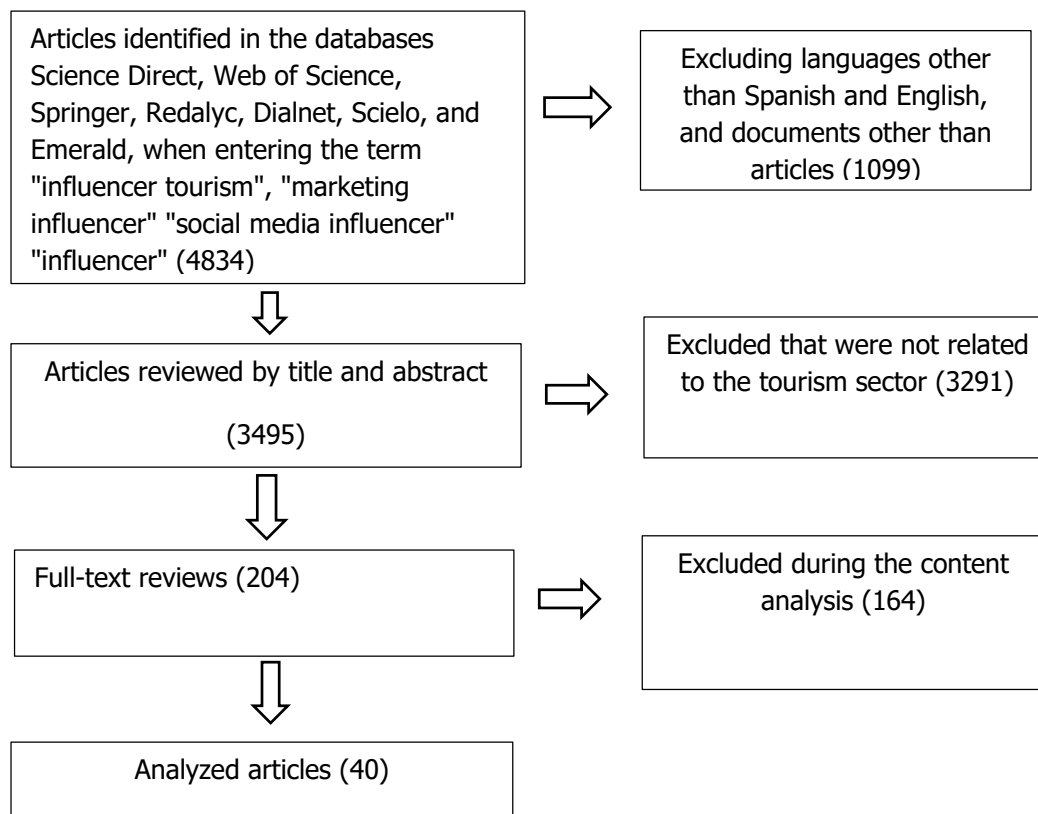 Articles identified in the databases
Science Direct, Web of Science,
Springer, Redalyc, Dialnet, Scielo, and
Emerald, when entering the term
"influencer tourism", "marketing
influencer" "social media influencer"
"influencer" (4834)
Excluding languages other
than Spanish and English,
and documents other than
articles (1099)
Articles reviewed by title and abstract
(3495)
Excluded that were not related
to the tourism sector (3291)
Full-text reviews (204)
Excluded during the content
analysis (164)
Analyzed articles (40)